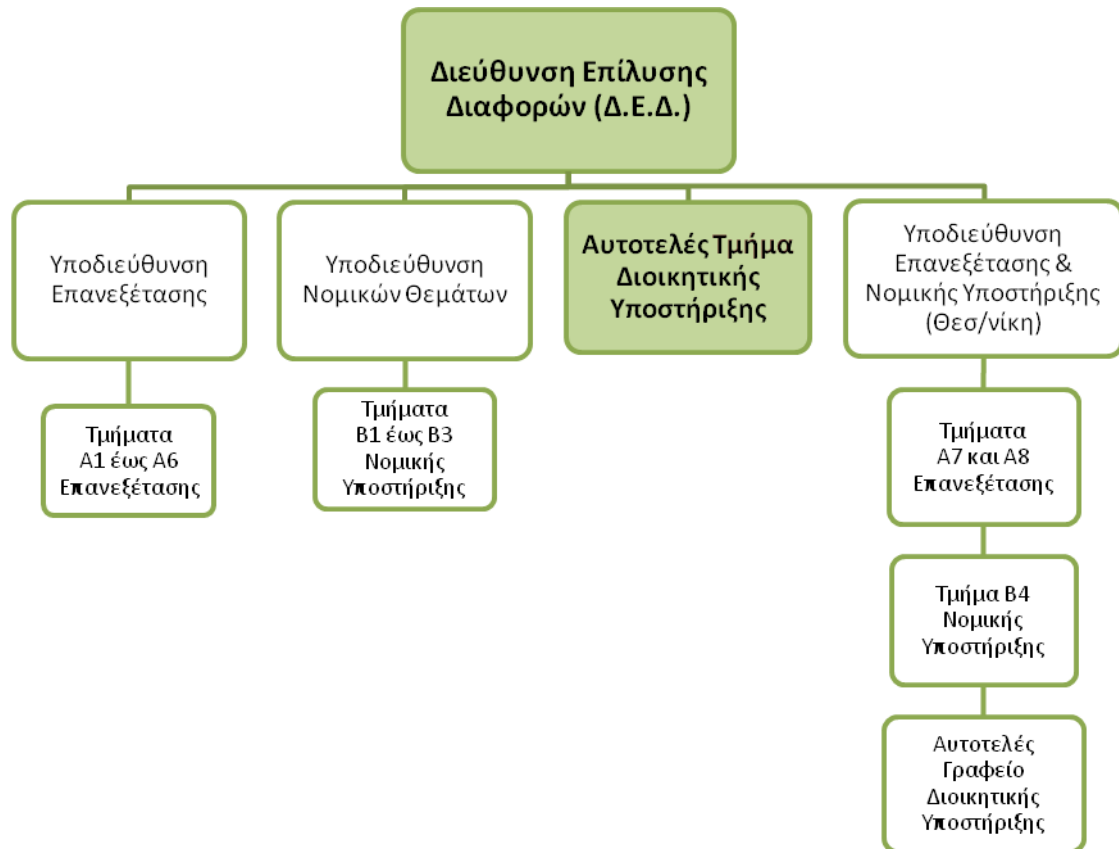 Διεύθυνση Επίλυσης
Διαφορών (Δ.Ε.Δ.)
Υποδιεύθυνση
Επανεξέτασης
Υποδιεύθυνση
Νομικών Θεμάτων
Αυτοτελές Τμήμα
Διοικητικής
Υποστήριξης
Υποδιεύθυνση
Επανεξέτασης &
Νομικής Υποστήριξης
(Θεσ/νίκη)
Τμήματα
Α1 έως Α6
Επανεξέτασης
Τμήματα
Β1 έως Β3
Νομικής
Υποστήριξης
Τμήματα
Α7 και Α8
Επανεξέτασης
Τμήμα Β4
Νομικής
Υποστήριξης
Αυτοτελές
Γραφείο
Διοικητικής
Υποστήριξης